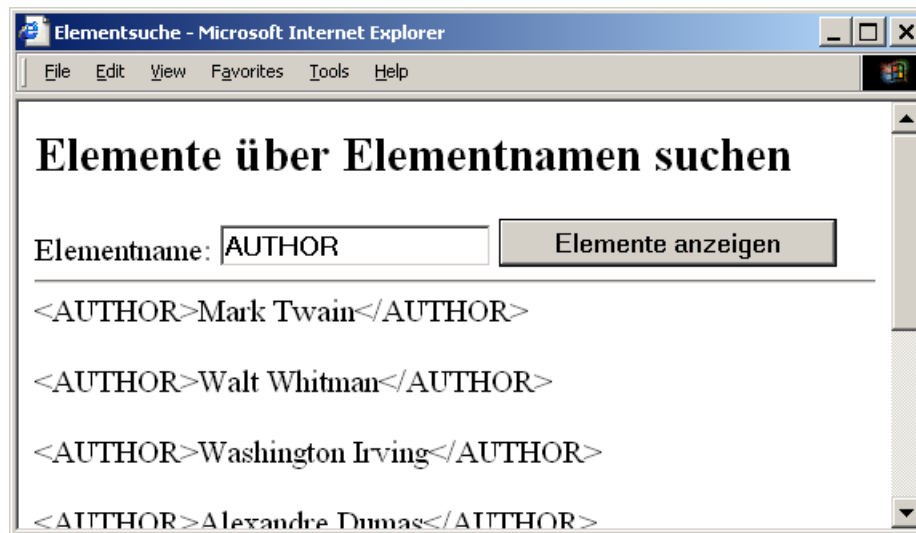 Elementsuche - Microsoft Internet Explorer
File Edit View Favorites Tools Help
Elemente über Elementnamen suchen
Elementname: AUTHOR Elemente anzeigen
<AUTHOR>Mark Twain</AUTHOR>
<AUTHOR>Walt Whitman</AUTHOR>
<AUTHOR>Washington Irving</AUTHOR>
<AUTHOR>Alexandre Dumas</AUTHOR>